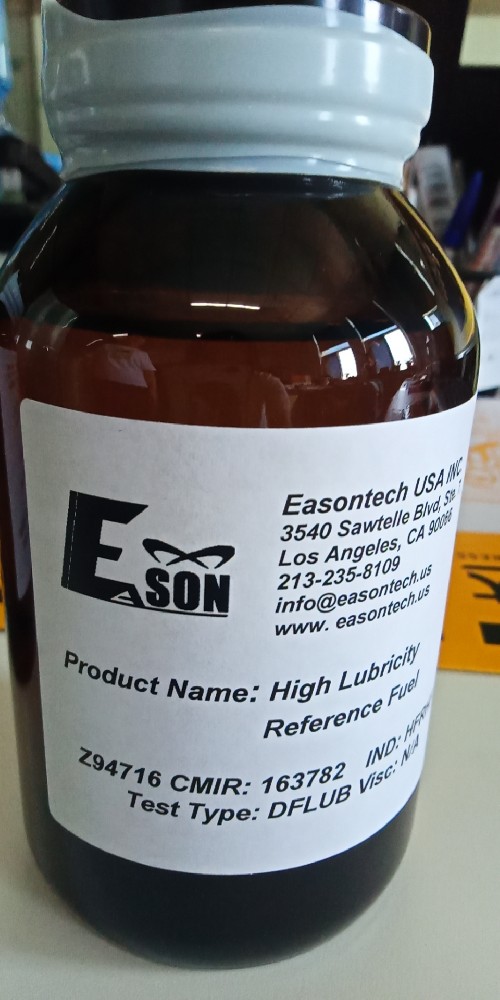 EASON
Easontech USA INC
3540 Sawtelle Blvd, Ste.
Los Angeles, CA 90066
213-235-8109
info@easontech.us
www. easontech.us
Product Name: High Lubricity
Reference Fuel
Z94716 CMIR: 163782 IND:
Test Type: DFLUB Visc: N/A